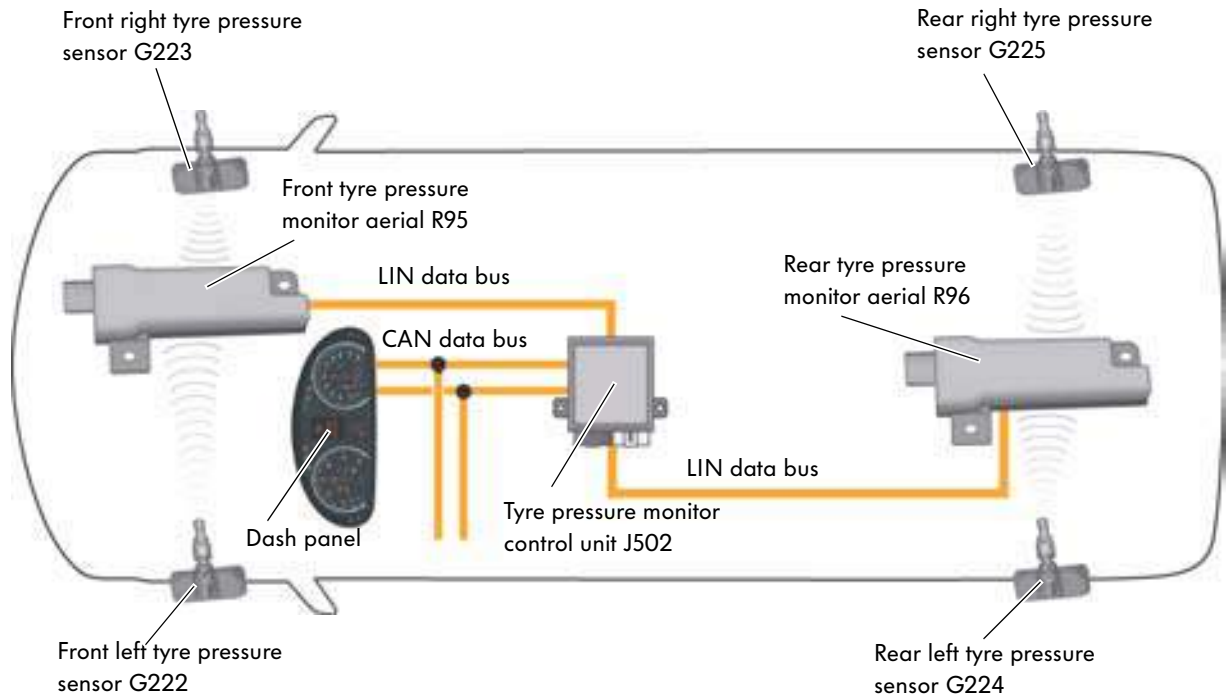 Front right tyre pressure
sensor G223
Rear right tyre pressure
sensor G225
Front tyre pressure
monitor aerial R95
LIN data bus
Rear tyre pressure
monitor aerial R96
CAN data bus
LIN data bus
Dash panel
Tyre pressure monitor
control unit J502
Front left tyre pressure
sensor G222
Rear left tyre pressure
sensor G224